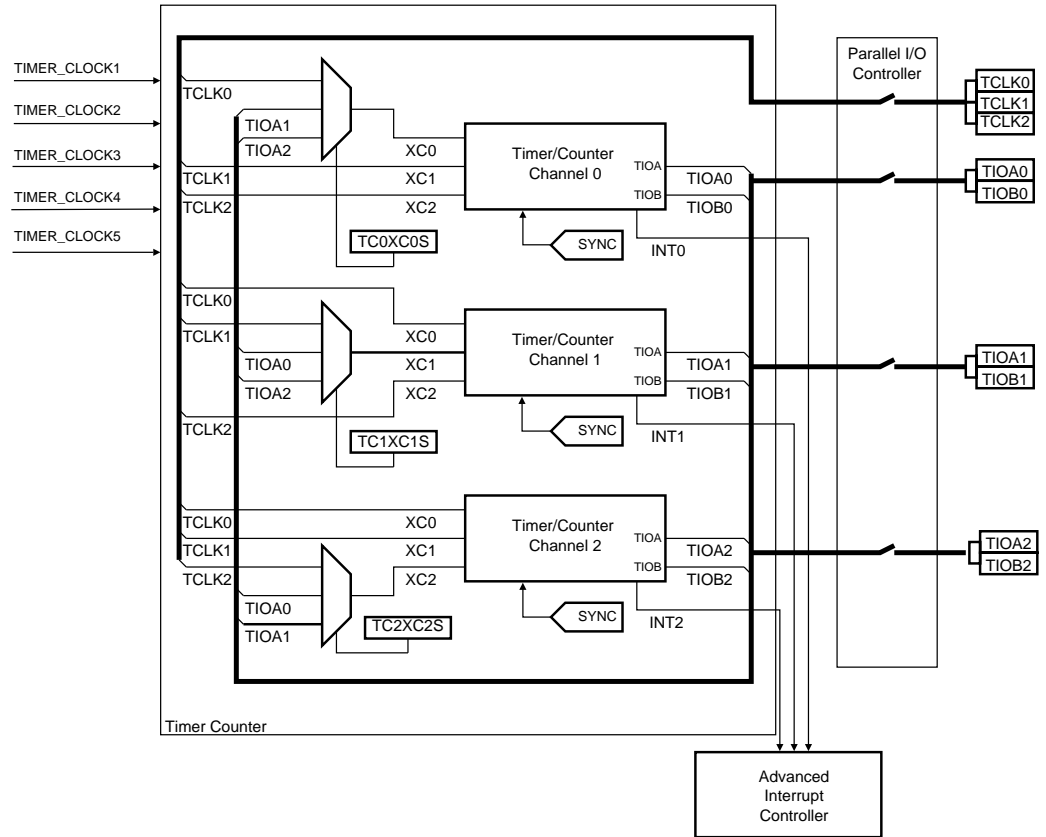 TIMER_CLOCK1
TIMER_CLOCK2
TIMER_CLOCK3
TIMER_CLOCK4
TIMER_CLOCK5
TCLK0
TIOA1
TIOA2
TCLK1
TCLK2
XC0
XC1
XC2
TC0XC0S
Timer/Counter
Channel 0
TIOA
TIOB
TIOA0
TIOB0
SYNC
INT0
TCLK0
TCLK1
TIOA0
TIOA2
TCLK2
XC0
XC1
XC2
TC1XC1S
Timer/Counter
Channel 1
TIOA
TIOB
TIOA1
TIOB1
SYNC
INT1
TCLK0
TCLK1
TCLK2
TIOA0
TIOA1
XC0
XC1
XC2
TC2XC2S
Timer/Counter
Channel 2
TIOA
TIOB
TIOA2
TIOB2
SYNC
INT2
Timer Counter
Parallel I/O
Controller
TCLK0
TCLK1
TCLK2
TIOA0
TIOB0
TIOA1
TIOB1
TIOA2
TIOB2
Advanced
Interrupt
Controller